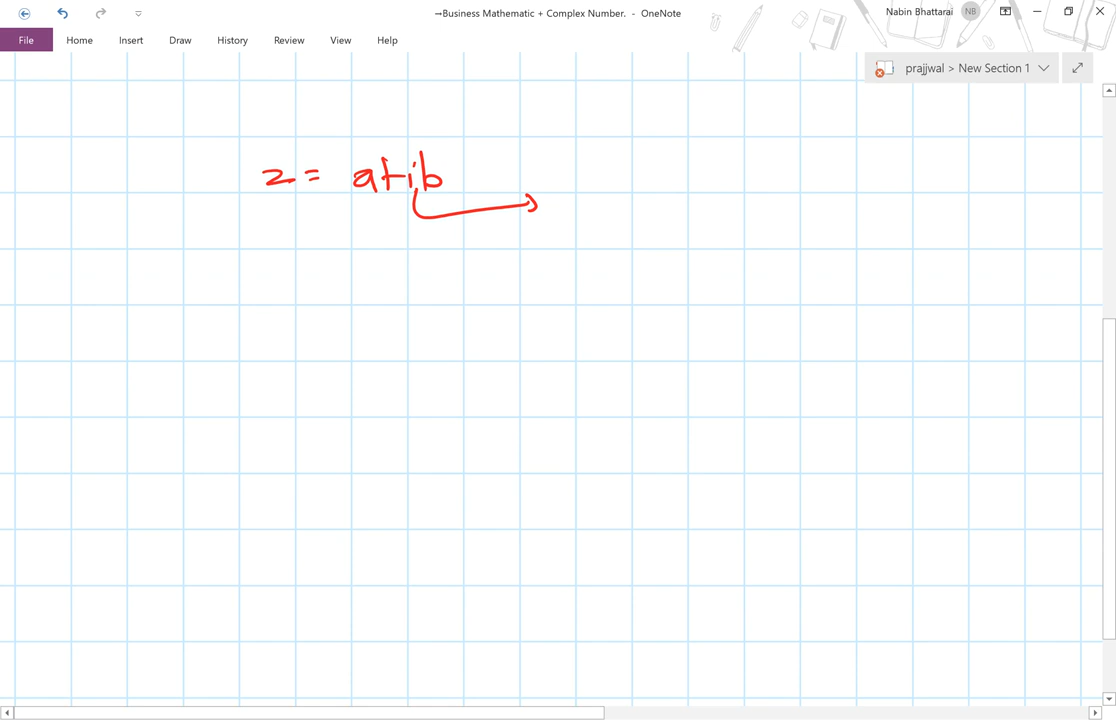 →Business Mathematic + Complex Number. - OneNote
Nabin Bhattarai NB
File Home Insert Draw History Review View Help
prajjwal > New Section 1
z = a+ib